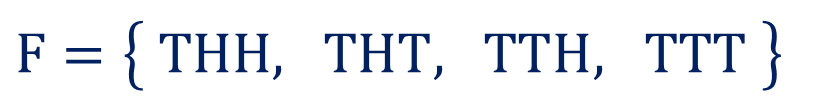 F = { THH, THT, TTH, TTT }